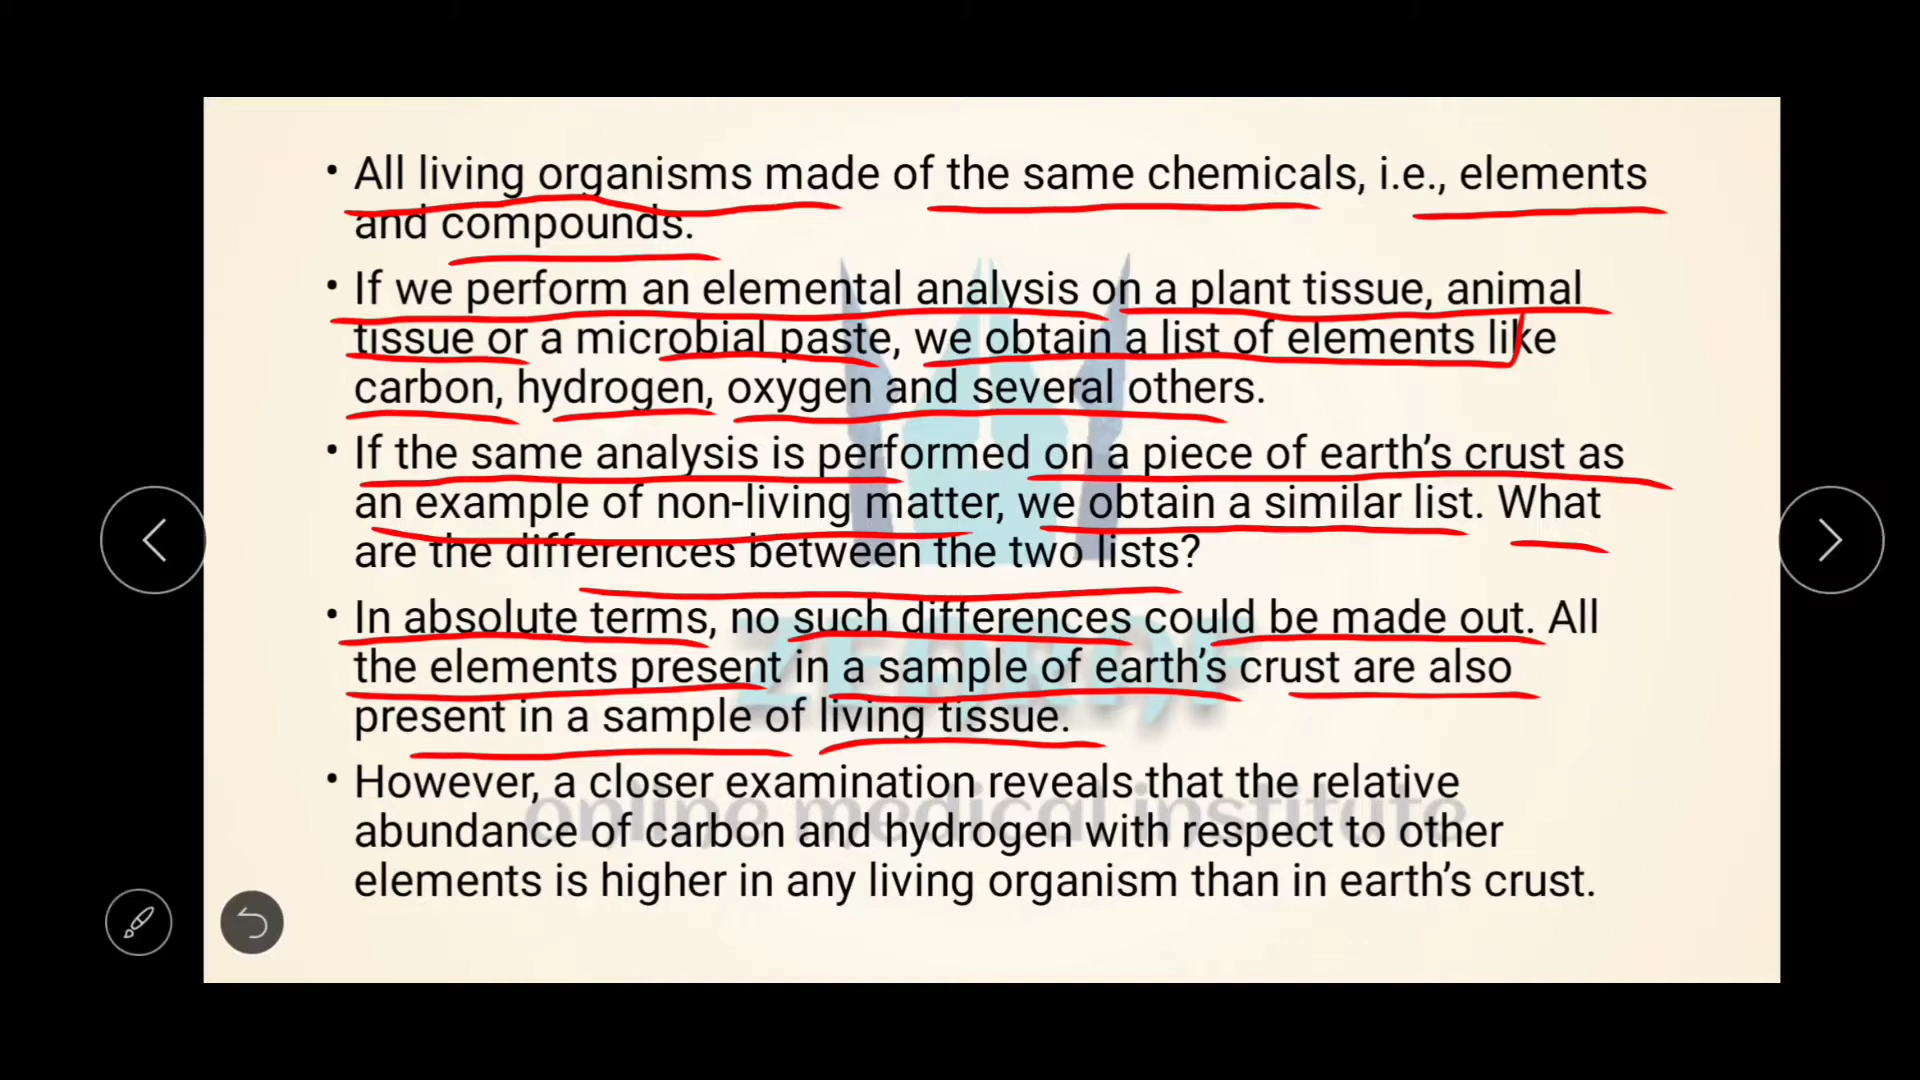 • All living organisms made of the same chemicals, i.e., elements
and compounds.
• If we perform an elemental analysis on a plant tissue, animal
tissue or a microbial paste, we obtain a list of elements like
carbon, hydrogen, oxygen and several others.
• If the same analysis is performed on a piece of earth’s crust as
an example of non-living matter, we obtain a similar list. What
are the differences between the two lists?
• In absolute terms, no such differences could be made out. All
the elements present in a sample of earth’s crust are also
present in a sample of living tissue.
• However, a closer examination reveals that the relative
abundance of carbon and hydrogen with respect to other
elements is higher in any living organism than in earth’s crust.
online medical institute